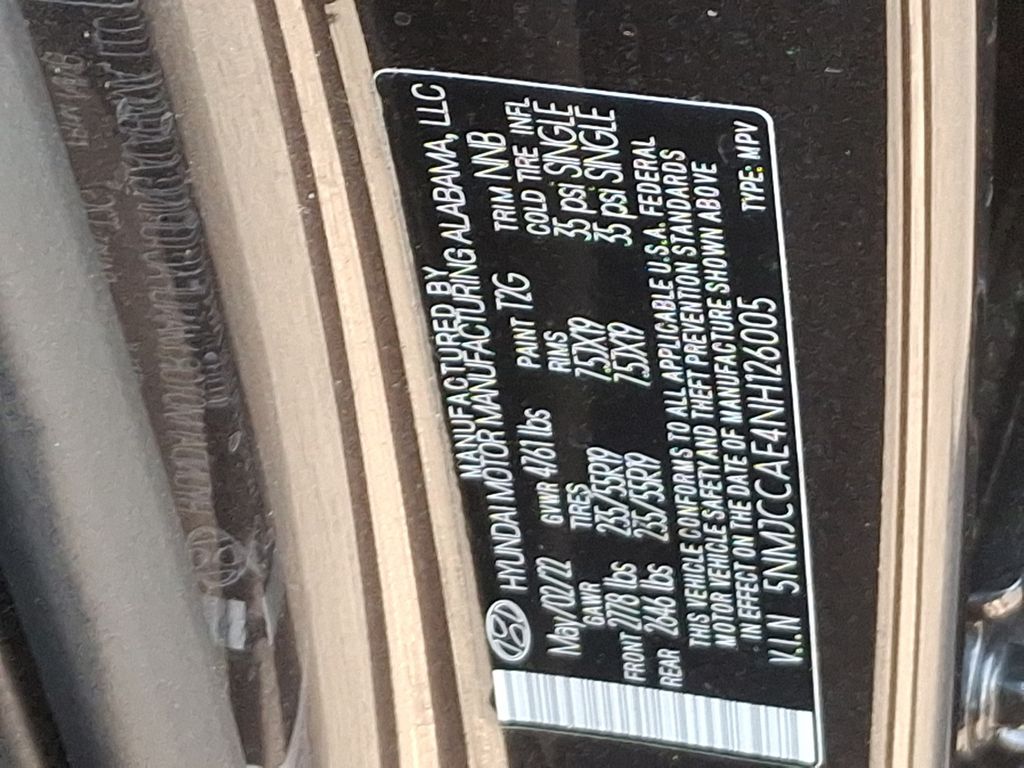 MANUFACTURED BY
HYUNDAI MOTOR MANUFACTURING ALABAMA, LLC
May/02/22 GVWR 4761 lbs PAINT T2G TRIM NNB
GAWR TIRES RIMS COLD TIRE INFL
FRONT 2778 lbs 235/55R19 7.5JX19 35 psi SINGLE
REAR 2646 lbs 235/55R19 7.5JX19 35 psi SINGLE
THIS VEHICLE CONFORMS TO ALL APPLICABLE U.S.A. FEDERAL
MOTOR VEHICLE SAFETY AND THEFT PREVENTION STANDARDS
IN EFFECT ON THE DATE OF MANUFACTURE SHOWN ABOVE
V.I.N 5NMJCCAE4NH126005 TYPE: MPV